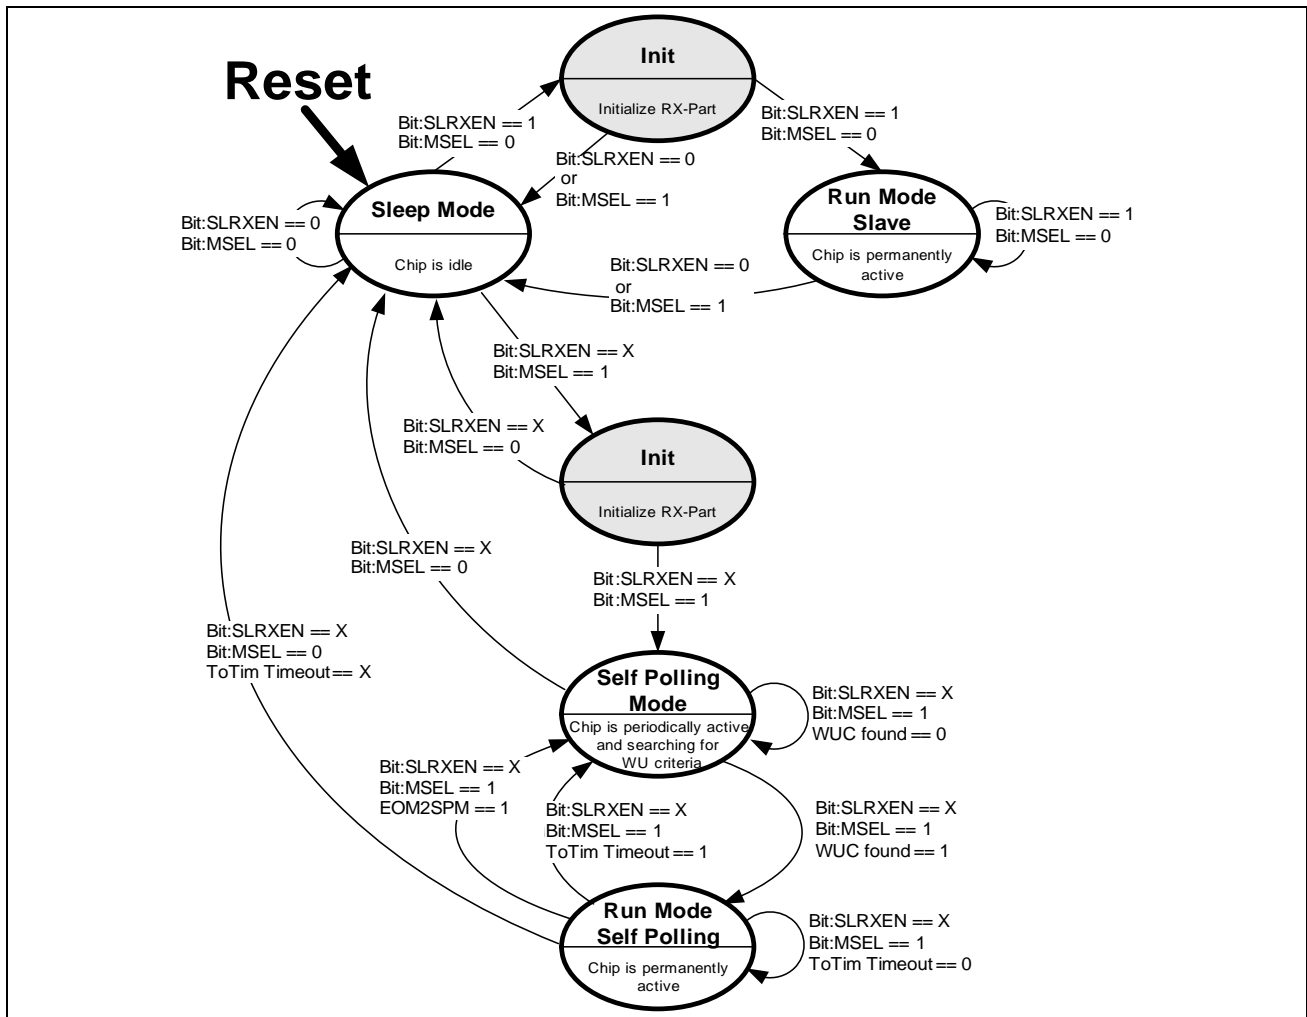 Reset
Init
Initialize RX-Part
Bit:SLRXEN == 1
Bit:MSEL == 0
Bit:SLRXEN == 1
Bit:MSEL == 0
Bit:SLRXEN == 0
or
Bit:MSEL == 1
Sleep Mode
Chip is idle
Bit:SLRXEN == 0
Bit:MSEL == 0
Run Mode
Slave
Chip is permanently
active
Bit:SLRXEN == 1
Bit:MSEL == 0
Bit:SLRXEN == 0
or
Bit:MSEL == 1
Bit:SLRXEN == X
Bit:MSEL == 1
Bit:SLRXEN == X
Bit:MSEL == 0
Init
Initialize RX-Part
Bit:SLRXEN == X
Bit:MSEL == 0
Bit:SLRXEN == X
Bit:MSEL == 1
Bit:SLRXEN == X
Bit:MSEL == 0
ToTim Timeout == X
Self Polling
Mode
Chip is periodically active
and searching for
WU criteria
Bit:SLRXEN == X
Bit:MSEL == 1
WUC found == 0
Bit:SLRXEN == X
Bit:MSEL == 1
EOM2SPM == 1
Bit:SLRXEN == X
Bit:MSEL == 1
ToTim Timeout == 1
Bit:SLRXEN == X
Bit:MSEL == 1
WUC found == 1
Run Mode
Self Polling
Chip is permanently
active
Bit:SLRXEN == X
Bit:MSEL == 1
ToTim Timeout == 0